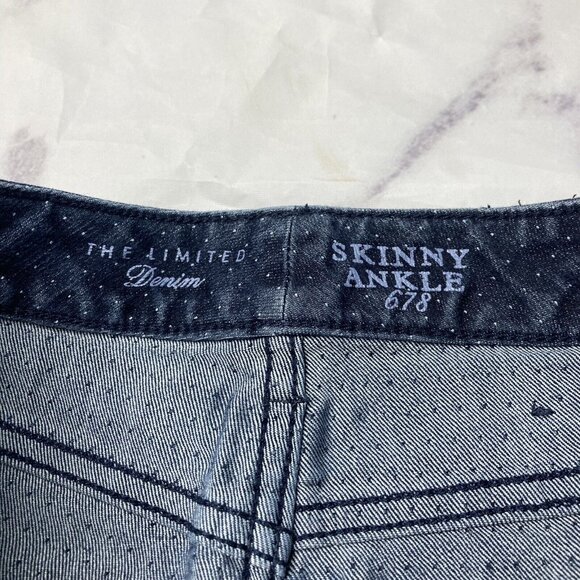 THE LIMITED
Denim
SKINNY
ANKLE
678